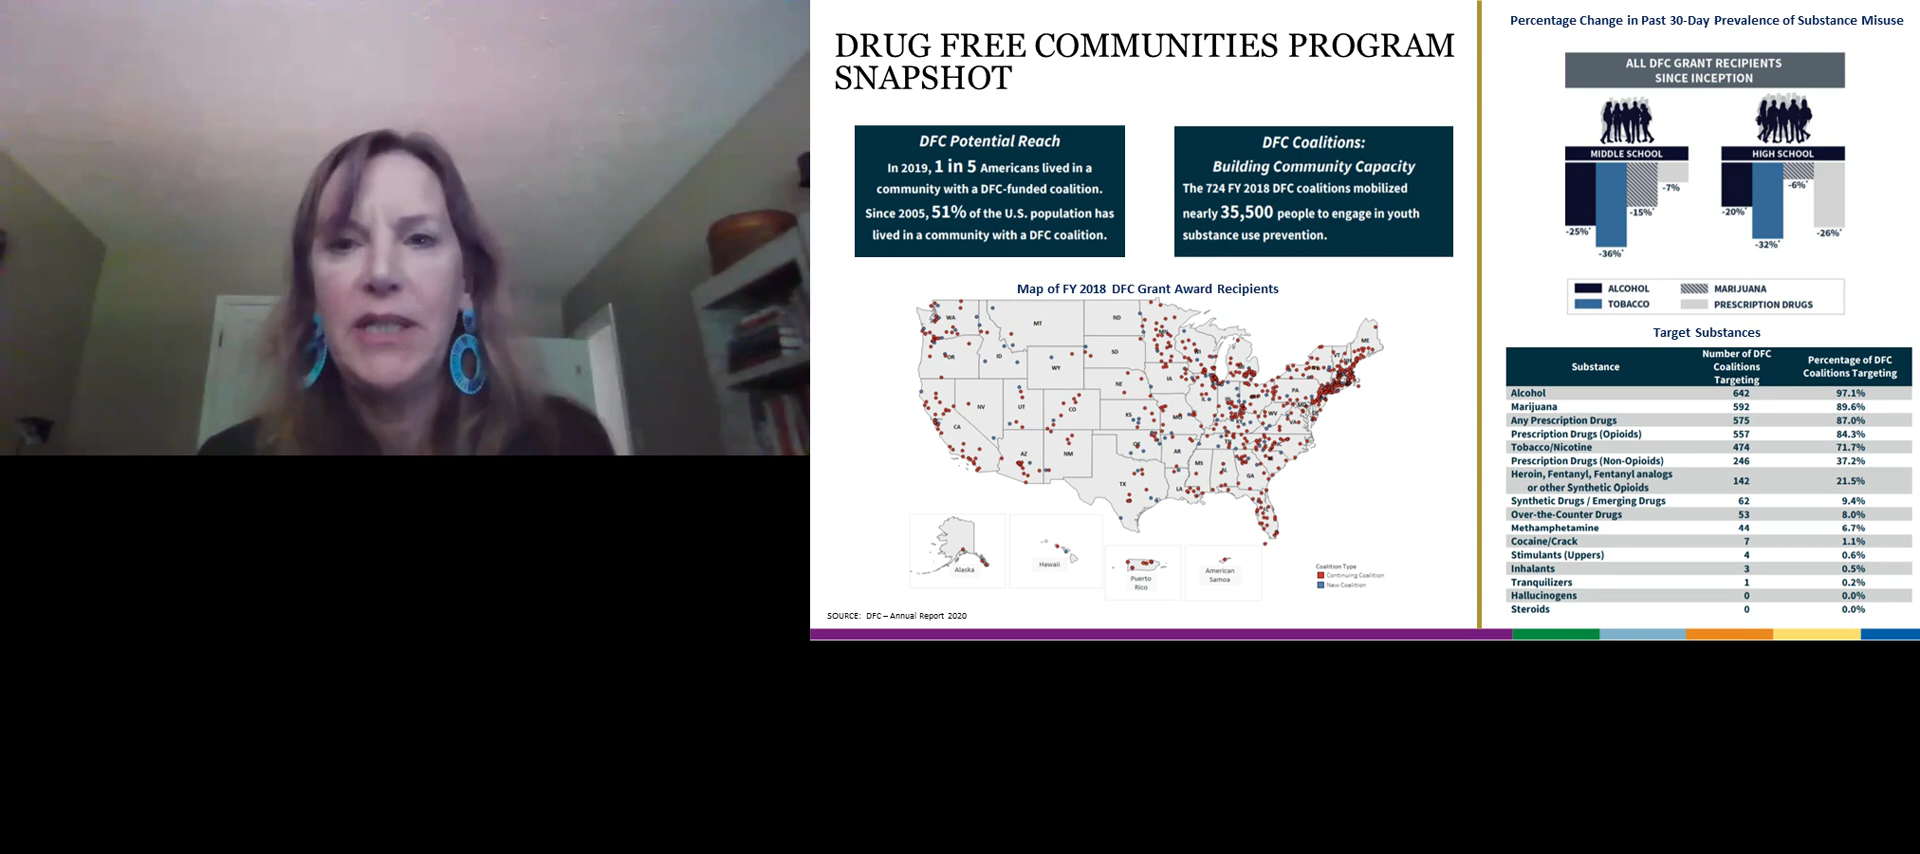 DRUG FREE COMMUNITIES PROGRAM
SNAPSHOT
DFC Potential Reach
In 2019, 1 in 5 Americans lived in a
community with a DFC-funded coalition.
Since 2005, 51% of the U.S. population has
lived in a community with a DFC coalition.
DFC Coalitions:
Building Community Capacity
The 724 FY 2018 DFC coalitions mobilized
nearly 35,500 people to engage in youth
substance use prevention.
Map of FY 2018 DFC Grant Award Recipients
WA
MT
ND
OR
ID
WY
SD
NE
IA
NV
UT
CO
KS
CA
AZ
NM
TX
AR
LA
MS
GA
PA
WV
VA
VT
ME
Alaska
Hawaii
Puerto
Rico
American
Samoa
Coalition Type
Continuing Coalition
New Coalition
SOURCE: DFC – Annual Report 2020
Percentage Change in Past 30-Day Prevalence of Substance Misuse
ALL DFC GRANT RECIPIENTS
SINCE INCEPTION
MIDDLE SCHOOL
-25%*
-36%*
-15%*
-7%
HIGH SCHOOL
-20%*
-32%*
-6%*
-26%*
ALCOHOL MARIJUANA
TOBACCO PRESCRIPTION DRUGS
Target Substances
Substance Number of DFC Coalitions Targeting Percentage of DFC Coalitions Targeting
Alcohol 642 97.1%
Marijuana 592 89.6%
Any Prescription Drugs 575 87.0%
Prescription Drugs (Opioids) 557 84.3%
Tobacco/Nicotine 474 71.7%
Prescription Drugs (Non-Opioids) 246 37.2%
Heroin, Fentanyl, Fentanyl analogs
or other Synthetic Opioids 142 21.5%
Synthetic Drugs / Emerging Drugs 62 9.4%
Over-the-Counter Drugs 53 8.0%
Methamphetamine 44 6.7%
Cocaine/Crack 7 1.1%
Stimulants (Uppers) 4 0.6%
Inhalants 3 0.5%
Tranquilizers 1 0.2%
Hallucinogens 0 0.0%
Steroids 0 0.0%